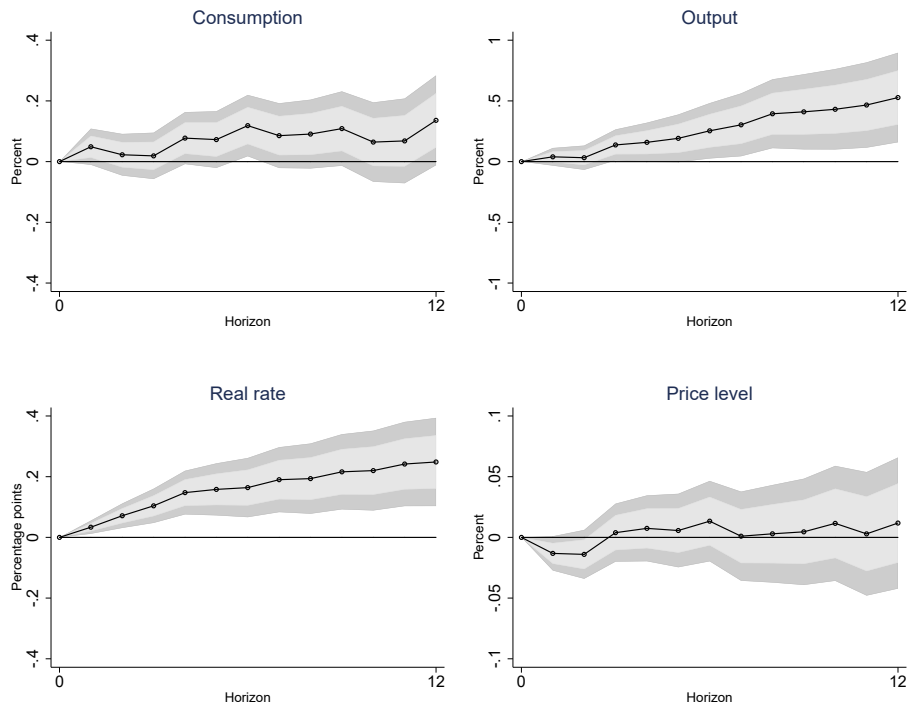 Consumption
.4
.2
0
-.2
-.4
Percent
0
12
Horizon
Output
1
.5
0
-.5
-1
Percent
0
12
Horizon
Real rate
.4
.2
0
-.2
-.4
Percentage points
0
12
Horizon
Price level
.1
.05
0
-.05
-.1
Percent
0
12
Horizon